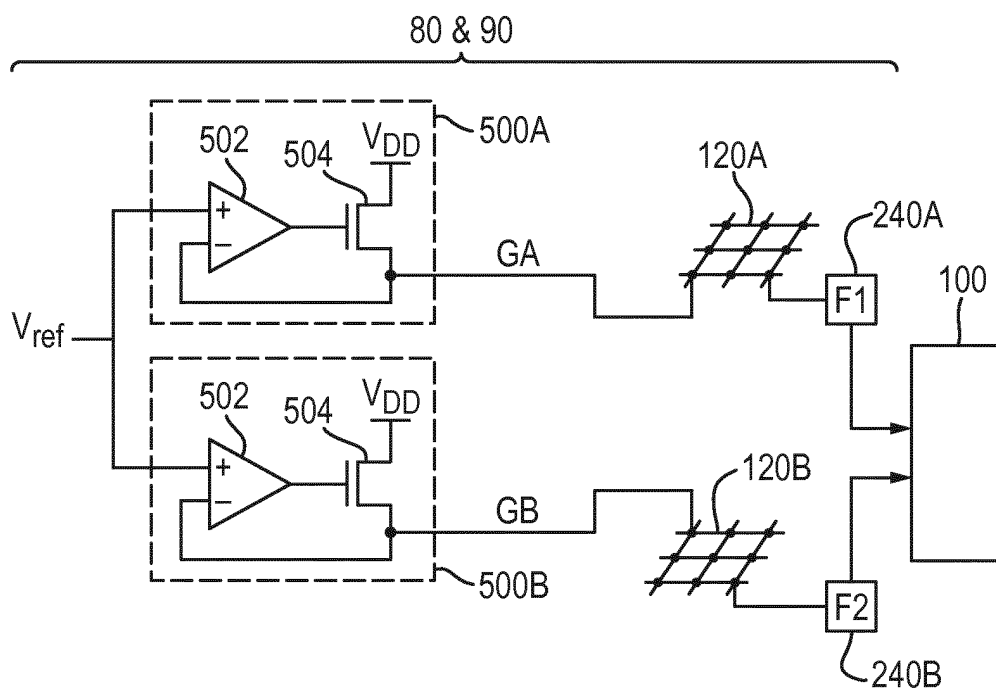 80 & 90
500A
502
504
VDD
+
−
GA
120A
240A
F1
100
Vref
502
504
VDD
+
−
GB
120B
500B
F2
240B